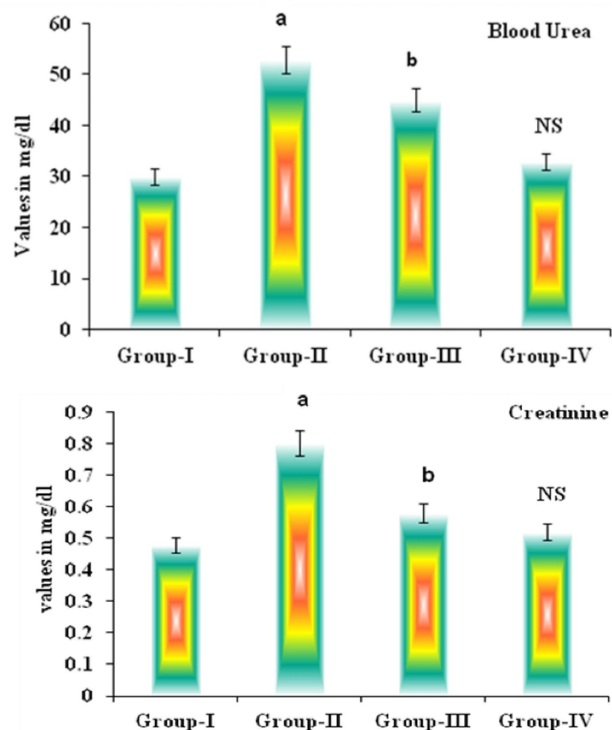 a
Blood Urea
b
NS
Values in mg/dl
60
50
40
30
20
10
0
Group-I Group-II Group-III Group-IV
a
Creatinine
b
NS
values in mg/dl
0.9
0.8
0.7
0.6
0.5
0.4
0.3
0.2
0.1
0
Group-I Group-II Group-III Group-IV